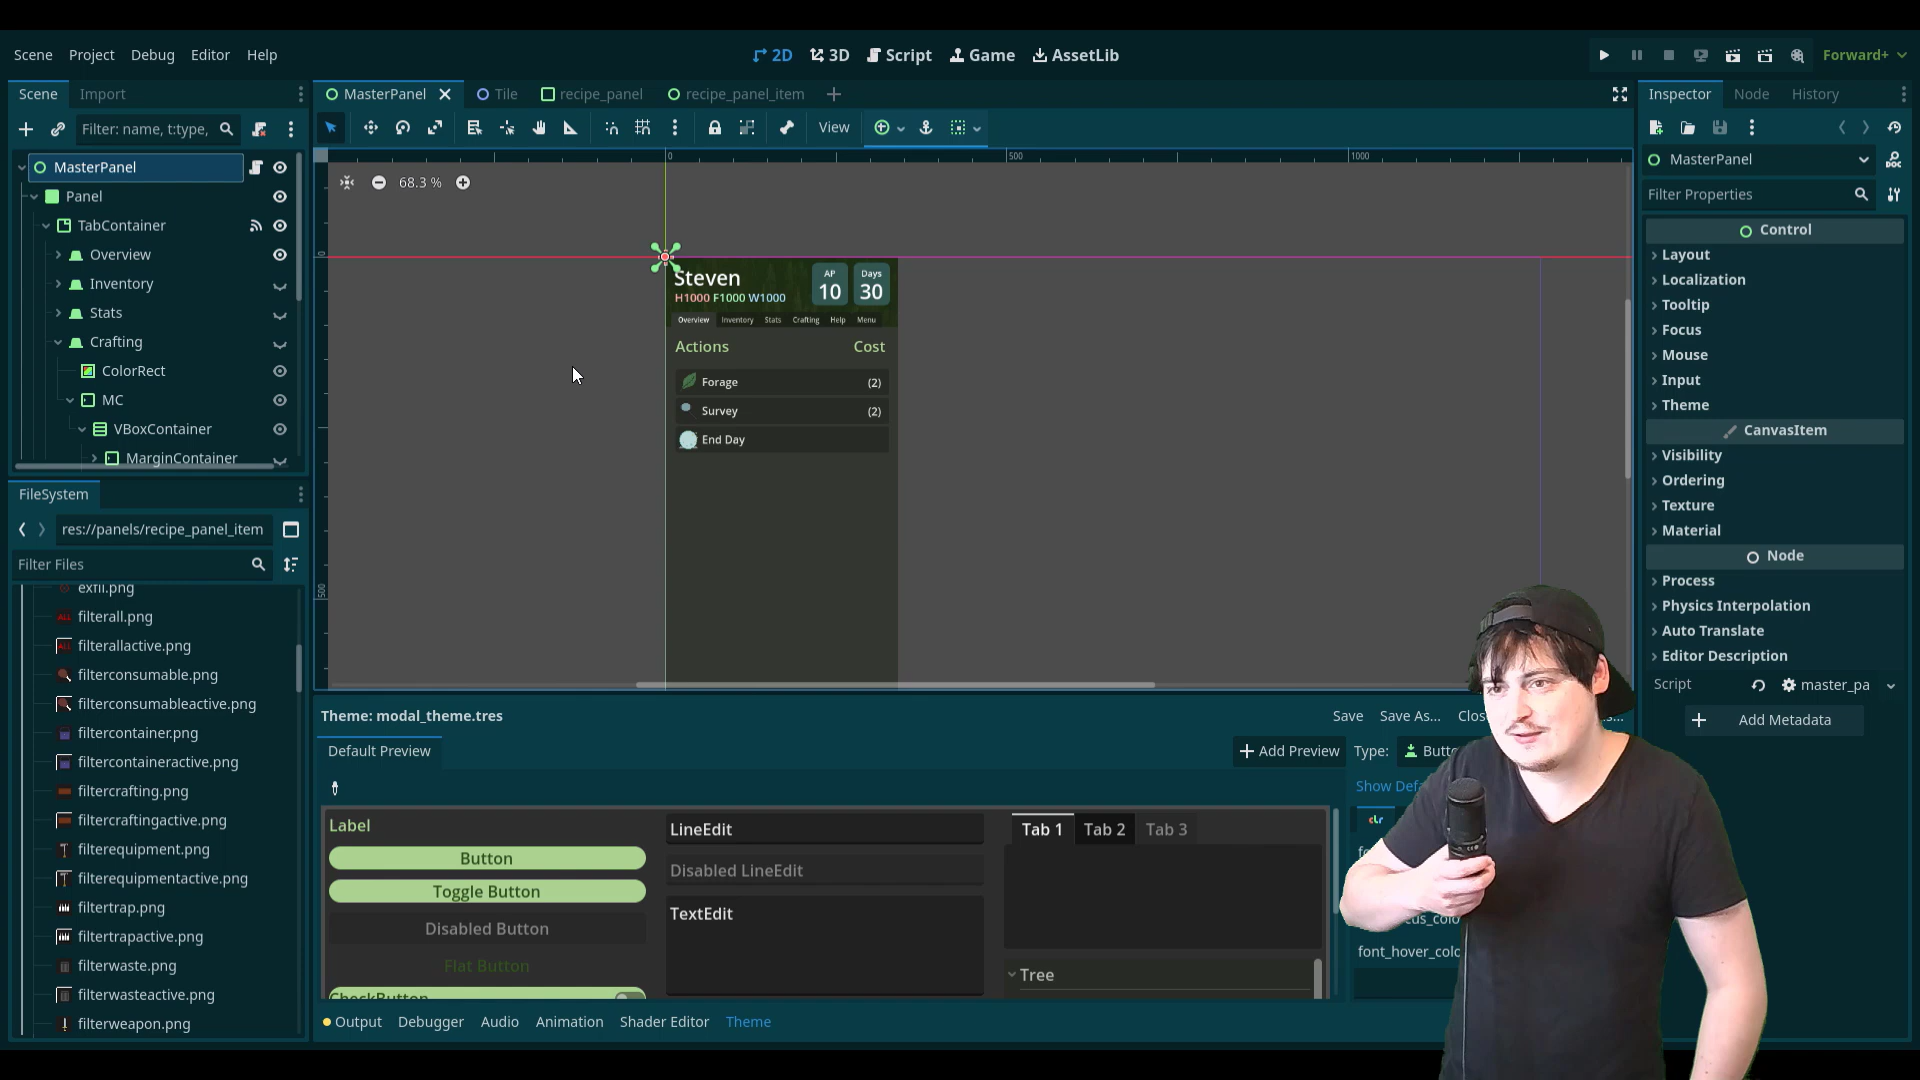 Scene Project Debug Editor Help
2D 3D Script Game AssetLib
Forward+
Scene Import
Filter: name, t:type,
MasterPanel
Panel
TabContainer
Overview
Inventory
Stats
Crafting
ColorRect
MC
VBoxContainer
MarginContainer
FileSystem
res://panels/recipe_panel_item
Filter Files
exfil.png
filterall.png
filterallactive.png
filterconsumable.png
filterconsumableactive.png
filtercontainer.png
filtercontaineractive.png
filtercrafting.png
filtercraftingactive.png
filterequipment.png
filterequipmentactive.png
filtertrap.png
filtertrapactive.png
filterwaste.png
filterwasteactive.png
filterweapon.png
MasterPanel Tile recipe_panel recipe_panel_item
View
0 500 1000
0
500
68.3 %
Steven
H1000 F1000 W1000
AP
10
Days
30
Overview Inventory Stats Crafting Help Menu
Actions Cost
Forage (2)
Survey (2)
End Day
Theme: modal_theme.tres
Save Save As...
Default Preview
Add Preview Type:
Label
Button
Toggle Button
Disabled Button
Flat Button
CheckButton
LineEdit
Disabled LineEdit
TextEdit
Tab 1 Tab 2 Tab 3
Tree
font_hover_colo
Output Debugger Audio Animation Shader Editor Theme
Inspector Node History
MasterPanel
Filter Properties
Control
Layout
Localization
Tooltip
Focus
Mouse
Input
Theme
CanvasItem
Visibility
Ordering
Texture
Material
Node
Process
Physics Interpolation
Auto Translate
Editor Description
Script master_pa
Add Metadata